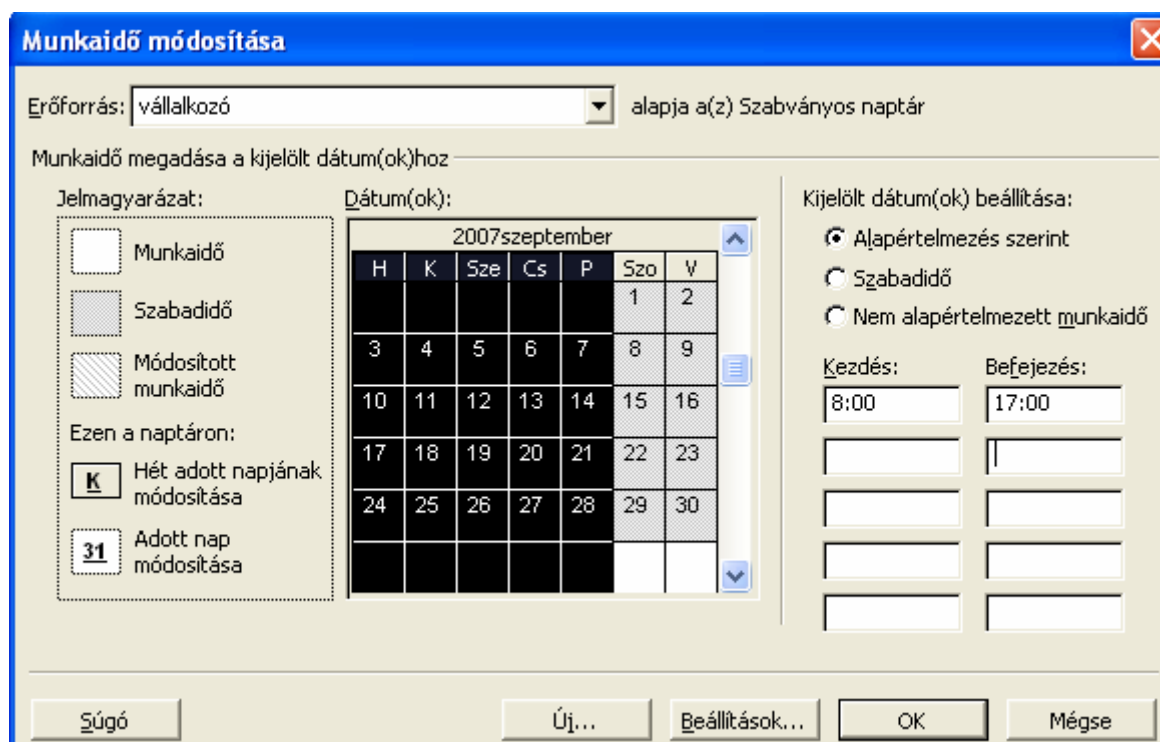 Munkaidő módosítása
Erőforrás: vállalkozó alapja a(z) Szabványos naptár
Munkaidő megadása a kijelölt dátum(ok)hoz
Jelmagyarázat:
Munkaidő
Szabadidő
Módosított
munkaidő
Ezen a naptáron:
K Hét adott napjának
módosítása
31 Adott nap
módosítása
Dátum(ok):
2007szeptember
H K Sze Cs P Szo V
1 2
3 4 5 6 7 8 9
10 11 12 13 14 15 16
17 18 19 20 21 22 23
24 25 26 27 28 29 30
Kijelölt dátum(ok) beállítása:
Alapértelmezés szerint
Szabadidő
Nem alapértelmezett munkaidő
Kezdés: Befejezés:
8:00 17:00
Súgó Új... Beállítások... OK Mégse